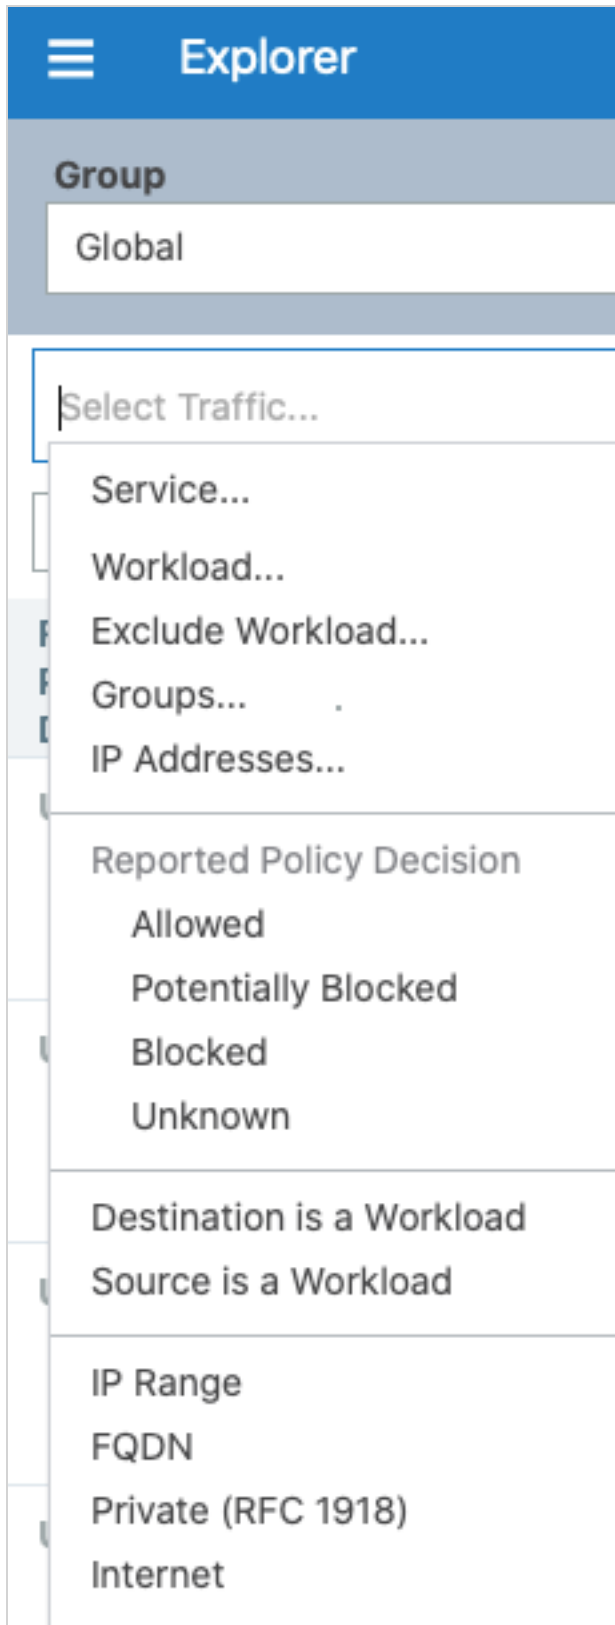 Explorer
Group
Global
Select Traffic...
Service...
Workload...
Exclude Workload...
Groups...
IP Addresses...
Reported Policy Decision
Allowed
Potentially Blocked
Blocked
Unknown
Destination is a Workload
Source is a Workload
IP Range
FQDN
Private (RFC 1918)
Internet